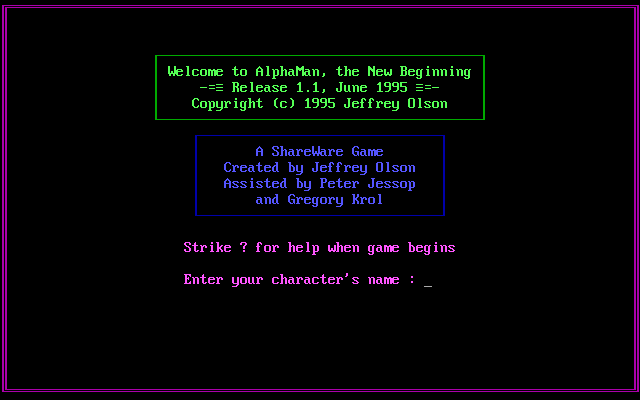 Welcome to AlphaMan, the New Beginning
-=≡ Release 1.1, June 1995 ≡=-
Copyright (c) 1995 Jeffrey Olson
A ShareWare Game
Created by Jeffrey Olson
Assisted by Peter Jessop
and Gregory Krol
Strike ? for help when game begins
Enter your character's name : _